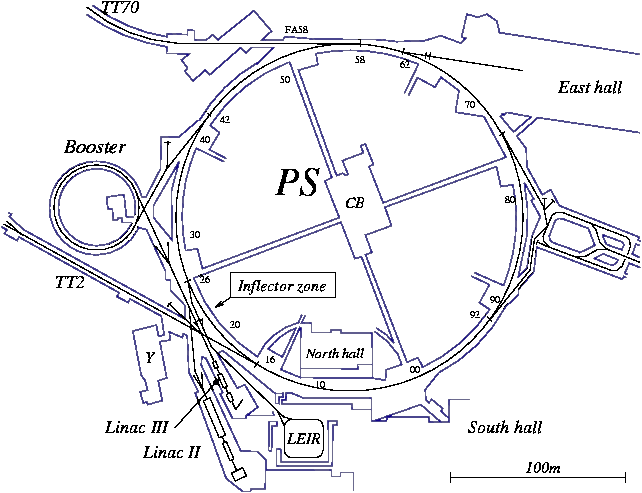 TT70
FA58
58
62
50
East hall
70
42
40
Booster
PS
CB
80
30
TT2
26
Inflector zone
90
92
20
Y
16
North hall
00
10
Linac III
Linac II
LEIR
South hall
100m